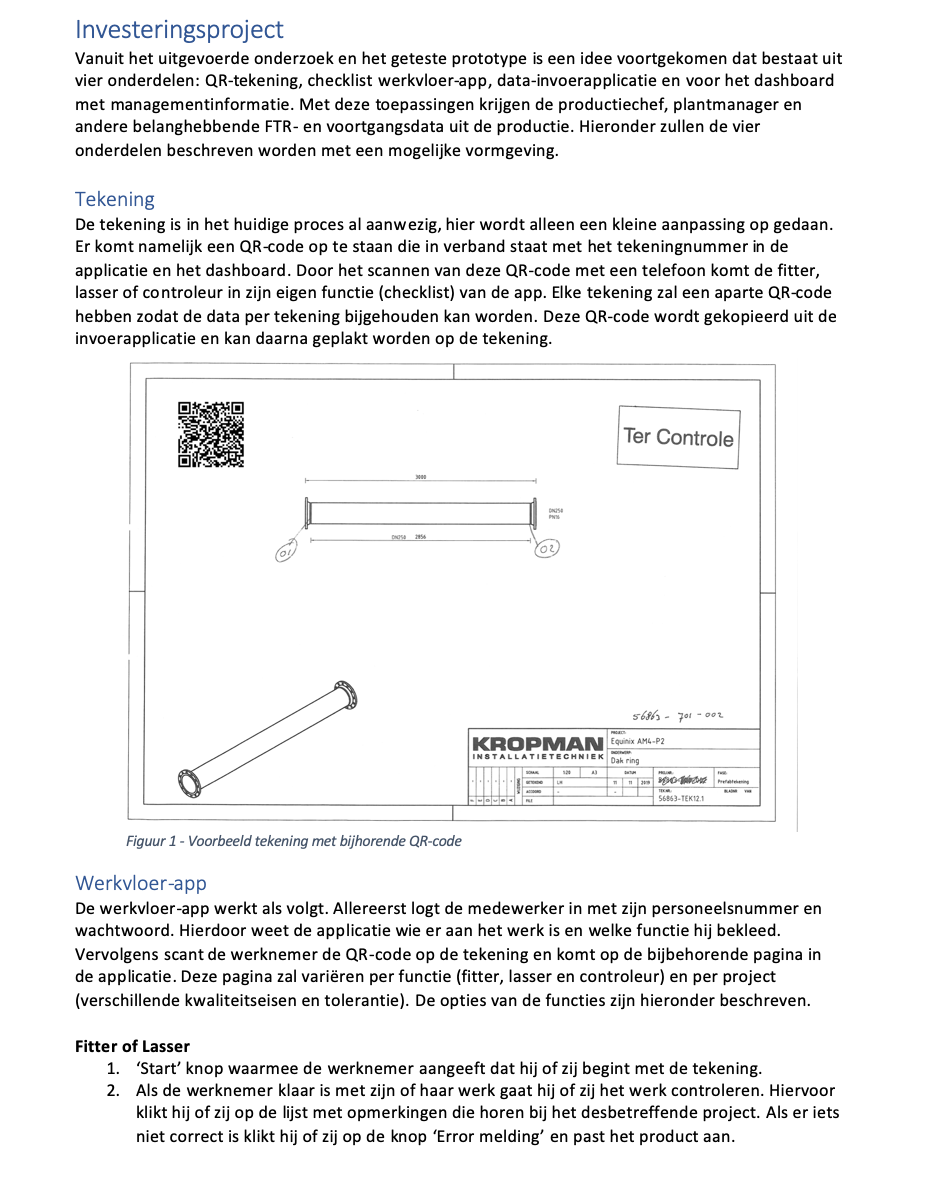 Investeringsproject
Vanuit het uitgevoerde onderzoek en het geteste prototype is een idee voortgekomen dat bestaat uit
vier onderdelen: QR-tekening, checklist werkvloer-app, data-invoerapplicatie en voor het dashboard
met managementinformatie. Met deze toepassingen krijgen de productiechef, plantmanager en
andere belanghebbende FTR- en voortgangsdata uit de productie. Hieronder zullen de vier
onderdelen beschreven worden met een mogelijke vormgeving.
Tekening
De tekening is in het huidige proces al aanwezig, hier wordt alleen een kleine aanpassing op gedaan.
Er komt namelijk een QR-code op te staan die in verband staat met het tekeningnummer in de
applicatie en het dashboard. Door het scannen van deze QR-code met een telefoon komt de fitter,
lasser of controleur in zijn eigen functie (checklist) van de app. Elke tekening zal een aparte QR-code
hebben zodat de data per tekening bijgehouden kan worden. Deze QR-code wordt gekopieerd uit de
invoerapplicatie en kan daarna geplakt worden op de tekening.
Ter Controle
3000
DN250
PN16
DN250 2856
01
02
56863 - 701 - 002
KROPMAN
INSTALLATIETECHNIEK
PROJECT:
Equinix AM4-P2
ONDERWERP:
Dak ring
SCHAAL 1:20 A3 DATUM
FASE:
GETEKEND LH 11 11 2019
Prefabtekening
AKKOORD - -
TEK.NR.: BLADNR VAN
FILE
56863-TEK12.1
Figuur 1 - Voorbeeld tekening met bijhorende QR-code
Werkvloer-app
De werkvloer-app werkt als volgt. Allereerst logt de medewerker in met zijn personeelsnummer en
wachtwoord. Hierdoor weet de applicatie wie er aan het werk is en welke functie hij bekleed.
Vervolgens scant de werknemer de QR-code op de tekening en komt op de bijbehorende pagina in
de applicatie. Deze pagina zal variëren per functie (fitter, lasser en controleur) en per project
(verschillende kwaliteitseisen en tolerantie). De opties van de functies zijn hieronder beschreven.
Fitter of Lasser
1. ‘Start’ knop waarmee de werknemer aangeeft dat hij of zij begint met de tekening.
2. Als de werknemer klaar is met zijn of haar werk gaat hij of zij het werk controleren. Hiervoor
klikt hij of zij op de lijst met opmerkingen die horen bij het desbetreffende project. Als er iets
niet correct is klikt hij of zij op de knop ‘Error melding’ en past het product aan.